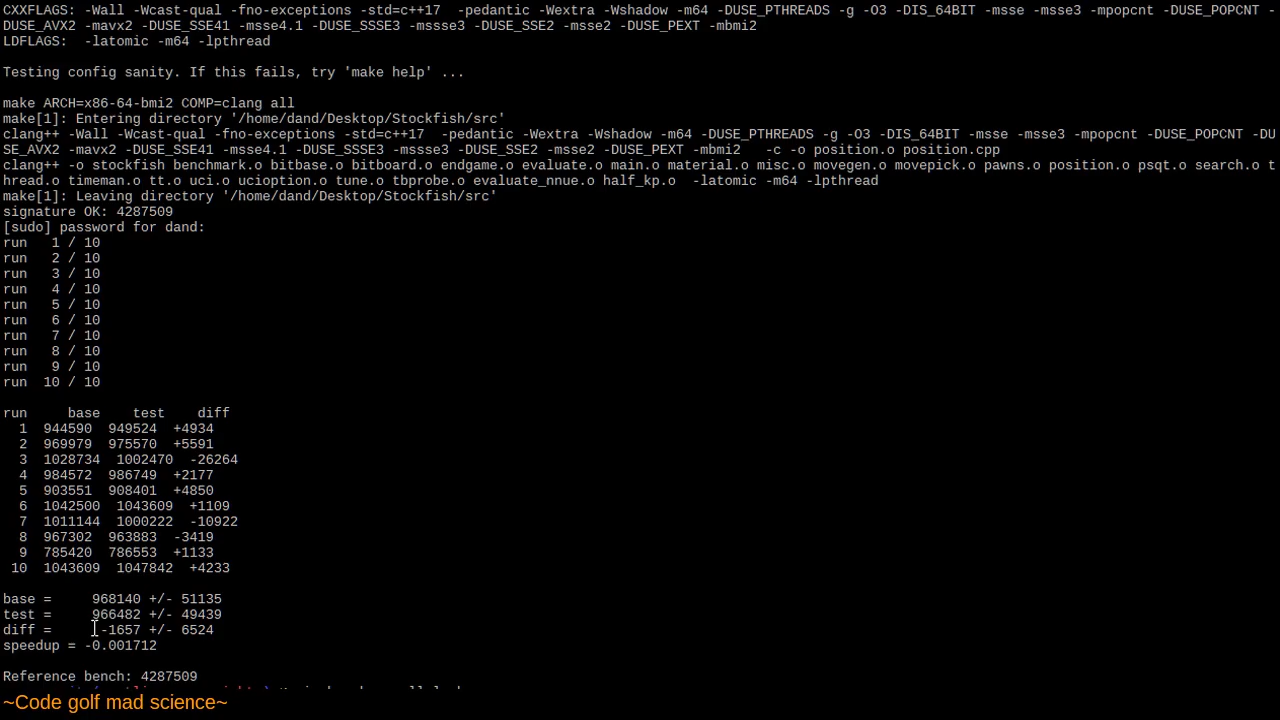 CXXFLAGS: -Wall -Wcast-qual -fno-exceptions -std=c++17  -pedantic -Wextra -Wshadow -m64 -DUSE_PTHREADS -g -O3 -DIS_64BIT -msse -msse3 -mpopcnt -DUSE_POPCNT -
DUSE_AVX2 -mavx2 -DUSE_SSE41 -msse4.1 -DUSE_SSSE3 -mssse3 -DUSE_SSE2 -msse2 -DUSE_PEXT -mbmi2
LDFLAGS:  -latomic -m64 -lpthread
Testing config sanity. If this fails, try 'make help' ...
make ARCH=x86-64-bmi2 COMP=clang all
make[1]: Entering directory '/home/dand/Desktop/Stockfish/src'
clang++ -Wall -Wcast-qual -fno-exceptions -std=c++17  -pedantic -Wextra -Wshadow -m64 -DUSE_PTHREADS -g -O3 -DIS_64BIT -msse -msse3 -mpopcnt -DUSE_POPCNT -DU
SE_AVX2 -mavx2 -DUSE_SSE41 -msse4.1 -DUSE_SSSE3 -mssse3 -DUSE_SSE2 -msse2 -DUSE_PEXT -mbmi2   -c -o position.o position.cpp
clang++ -o stockfish benchmark.o bitbase.o bitboard.o endgame.o evaluate.o main.o material.o misc.o movegen.o movepick.o pawns.o position.o psqt.o search.o t
hread.o timeman.o tt.o uci.o ucioption.o tune.o tbprobe.o evaluate_nnue.o half_kp.o  -latomic -m64 -lpthread
make[1]: Leaving directory '/home/dand/Desktop/Stockfish/src'
signature OK: 4287509
[sudo] password for dand:
run   1 / 10
run   2 / 10
run   3 / 10
run   4 / 10
run   5 / 10
run   6 / 10
run   7 / 10
run   8 / 10
run   9 / 10
run  10 / 10
run     base    test    diff
1  944590  949524  +4934
2  969979  975570  +5591
3  1028734  1002470  -26264
4  984572  986749  +2177
5  903551  908401  +4850
6  1042500  1043609  +1109
7  1011144  1000222  -10922
8  967302  963883  -3419
9  785420  786553  +1133
10  1043609  1047842  +4233
base =     968140 +/- 51135
test =     966482 +/- 49439
diff =      -1657 +/- 6524
speedup = -0.001712
Reference bench: 4287509
~Code golf mad science~